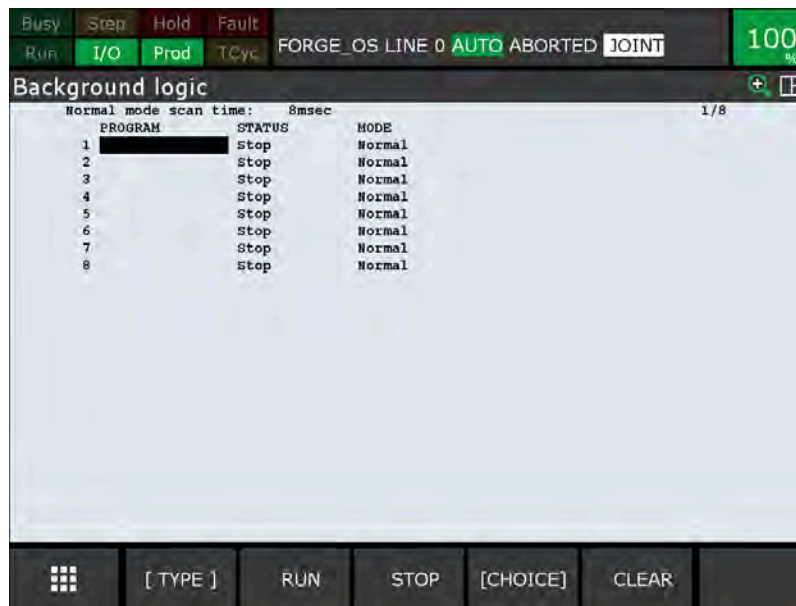 Busy Step Hold Fault
Run I/O Prod TCyc
FORGE_OS LINE 0 AUTO ABORTED JOINT
100
%
Background logic
Normal mode scan time: 8msec 1/8
PROGRAM STATUS MODE
1 Stop Normal
2 Stop Normal
3 Stop Normal
4 Stop Normal
5 Stop Normal
6 Stop Normal
7 Stop Normal
8 Stop Normal
[ TYPE ] RUN STOP [CHOICE] CLEAR